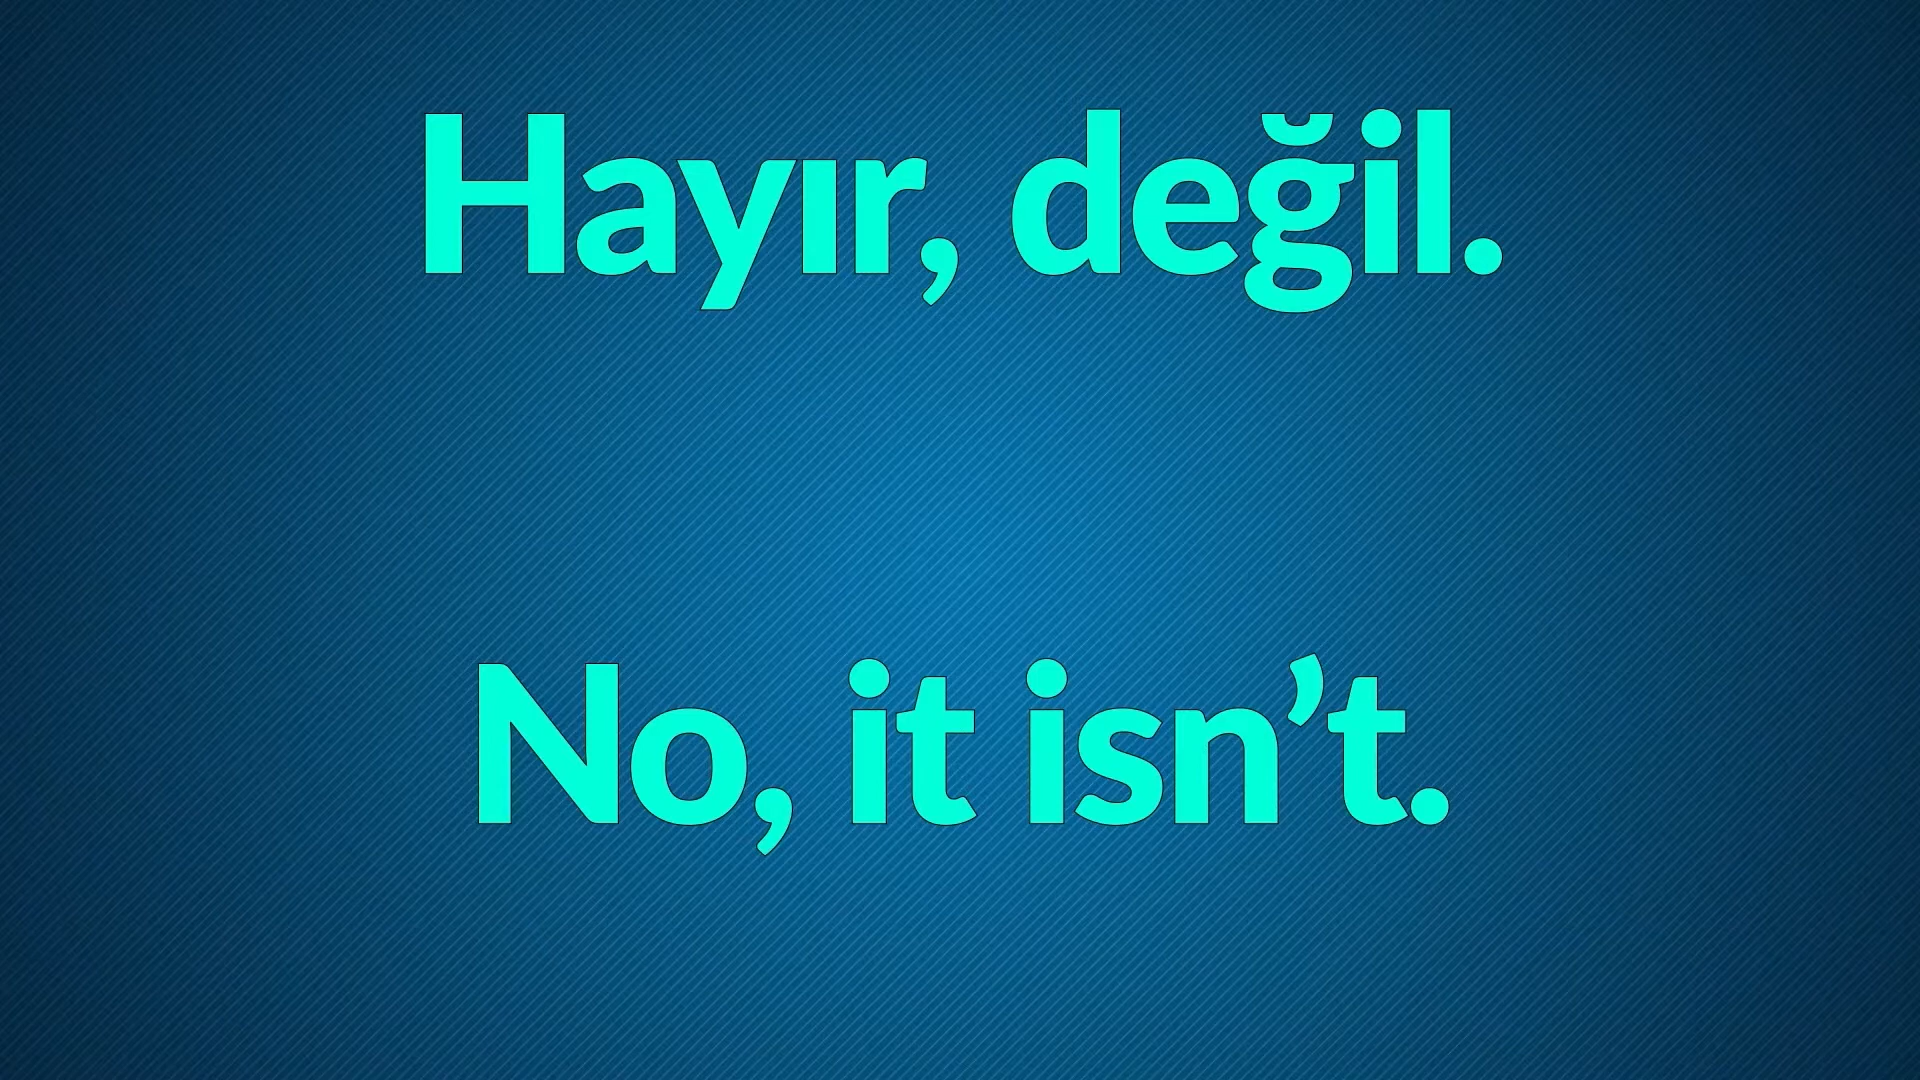 Hayır, değil.
No, it isn’t.